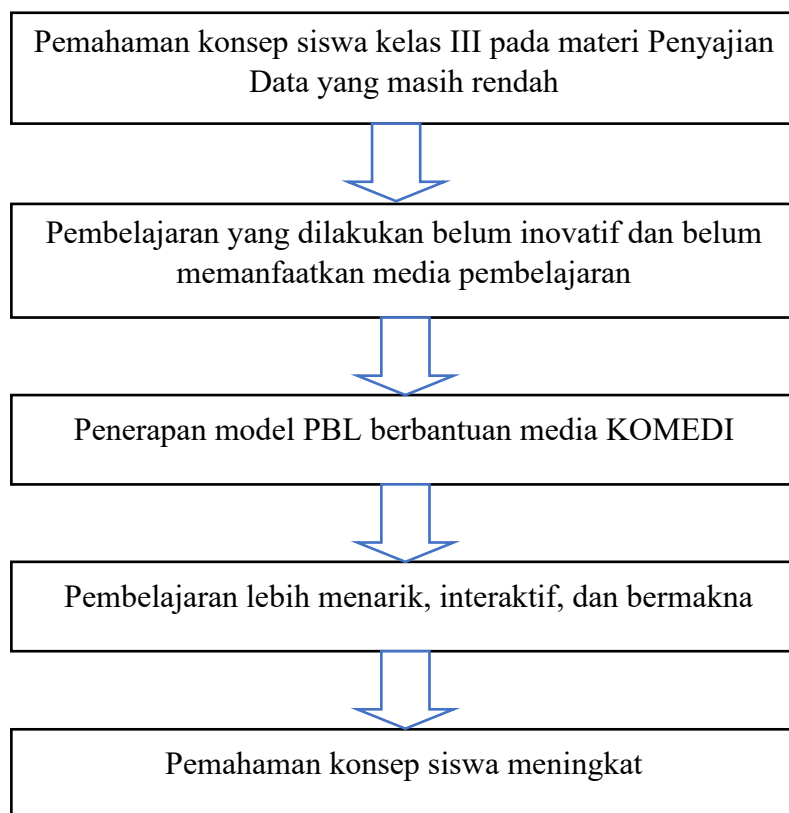 Pemahaman konsep siswa kelas III pada materi Penyajian
Data yang masih rendah
Pembelajaran yang dilakukan belum inovatif dan belum
memanfaatkan media pembelajaran
Penerapan model PBL berbantuan media KOMEDI
Pembelajaran lebih menarik, interaktif, dan bermakna
Pemahaman konsep siswa meningkat